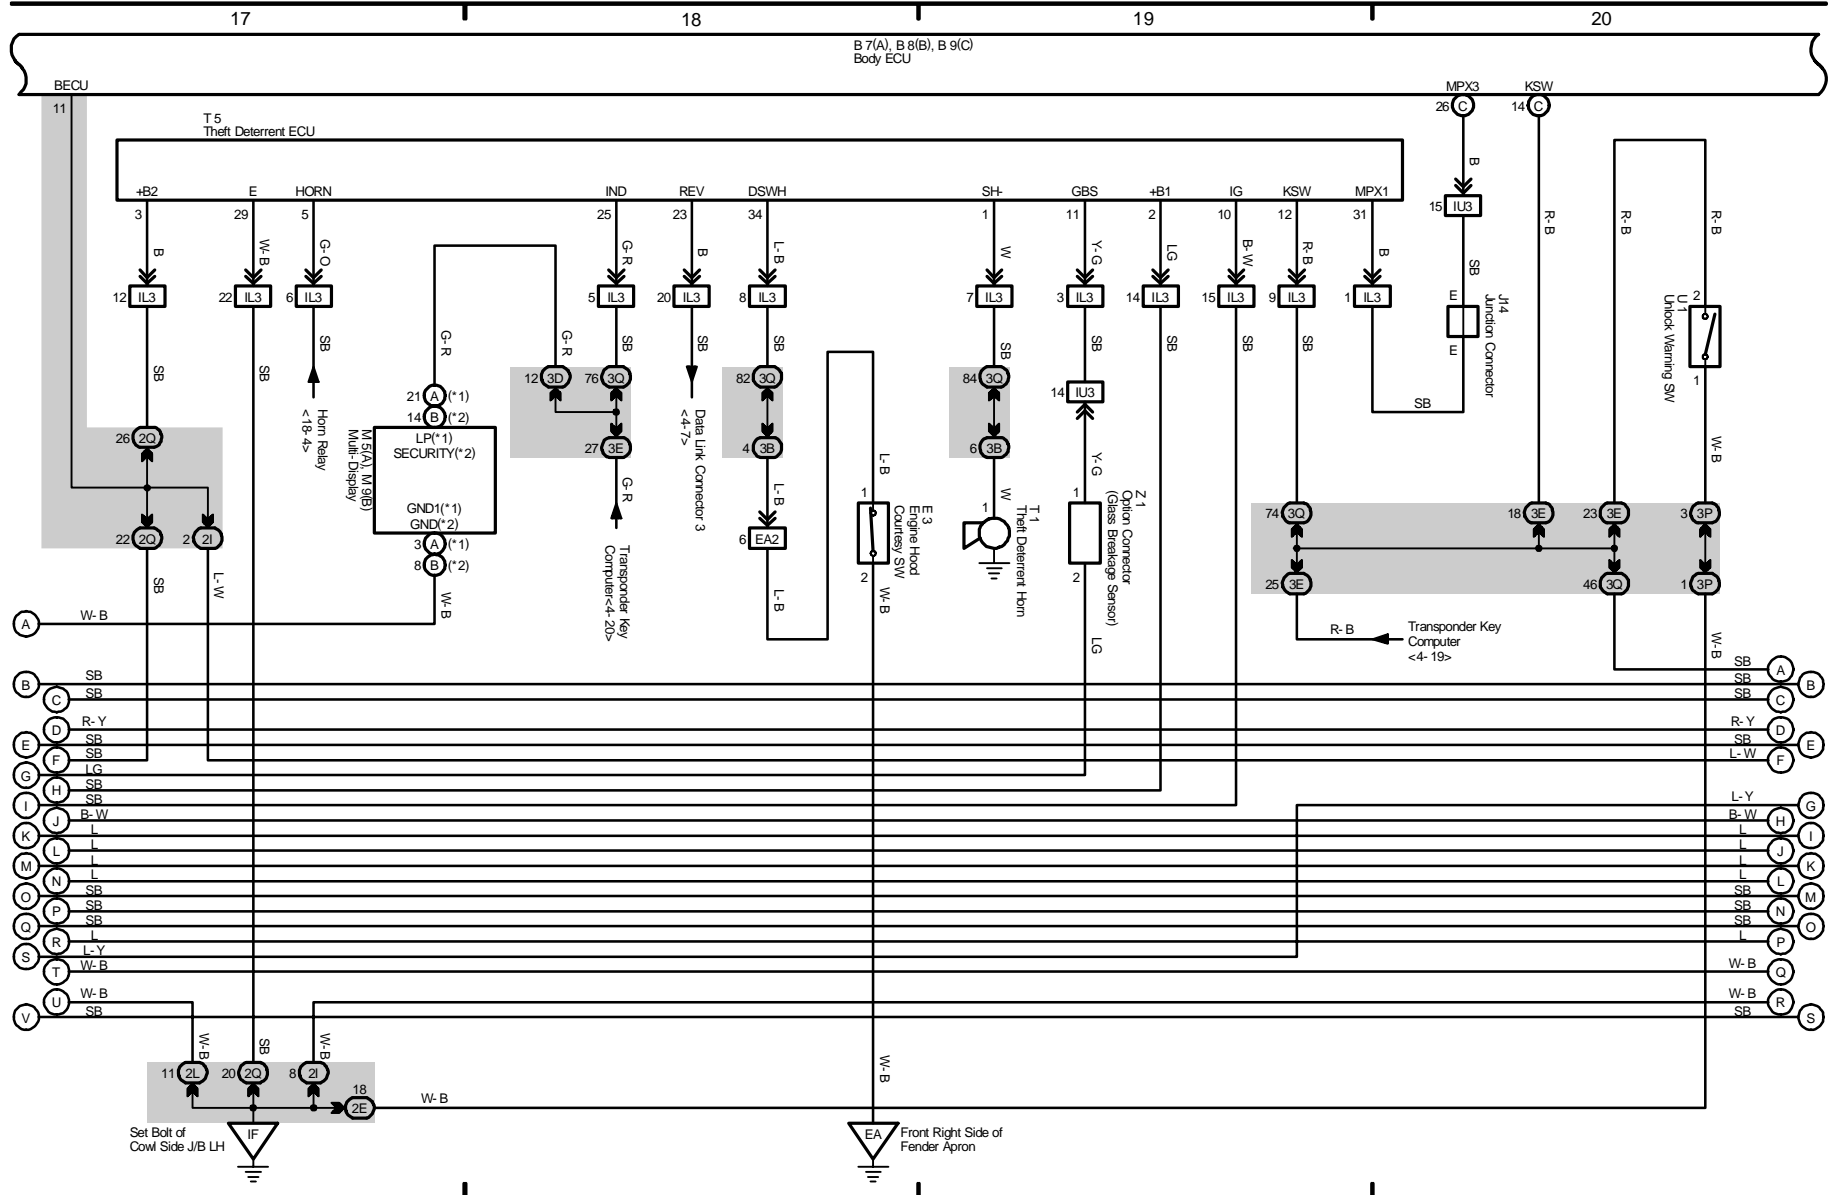 17
18
19
20
B 7(A), B 8(B), B 9(C)
Body ECU
BECU
11
MPX3
KSW
26
C
14
C
T 5
Theft Deterrent ECU
+B2
E
HORN
IND
REV
DSWH
SH-
GBS
+B1
IG
KSW
MPX1
3
29
5
25
23
34
1
11
2
10
12
31
B
W-B
G-O
G-R
B
L-B
W
Y-G
LG
B-W
R-B
B
B
R-B
R-B
R-B
15
IU3
12
IL3
22
IL3
6
IL3
5
IL3
20
IL3
8
IL3
7
IL3
3
IL3
14
IL3
15
IL3
9
IL3
1
IL3
SB
E
E
J14
Junction Connector
2
1
U 1
Unlock Warning SW
SB
SB
SB
G-R
G-R
SB
SB
SB
SB
SB
SB
SB
Horn Relay
<18-4>
21
A
(*1)
14
B
(*2)
LP(*1)
SECURITY(*2)
GND1(*1)
GND(*2)
3
A
(*1)
8
B
(*2)
M 5(A), M 9(B)
Multi-Display
12
3D
76
3Q
27
3E
G-R
Transponder Key
Computer<4-20>
Data Link Connector 3
<4-7>
82
3Q
4
3B
L-B
6
EA2
L-B
L-B
1
2
E 3
Engine Hood
Courtesy SW
W-B
84
3Q
6
3B
W
1
T 1
Theft Deterrent Horn
14
IU3
Y-G
1
2
Z 1
Option Connector
(Glass Breakage Sensor)
LG
W-B
74
3Q
18
3E
23
3E
3
3P
25
3E
46
3Q
1
3P
R-B
Transponder Key
Computer
<4-19>
W-B
26
2Q
22
2Q
2
2I
SB
L-W
W-B
A
W-B
B
SB
C
SB
D
R-Y
E
SB
F
SB
G
LG
H
SB
I
SB
J
B-W
K
L
L
L
M
L
N
L
O
SB
P
SB
Q
SB
R
L
S
L-Y
T
W-B
U
W-B
V
SB
SB
A
SB
B
SB
C
R-Y
D
SB
E
L-W
F
L-Y
G
B-W
H
L
I
L
J
L
K
L
L
SB
M
SB
N
SB
O
L
P
W-B
Q
W-B
R
SB
S
W-B
SB
W-B
11
2L
20
2Q
8
2I
18
2E
W-B
W-B
IF
Set Bolt of
Cowl Side J/B LH
EA
Front Right Side of
Fender Apron